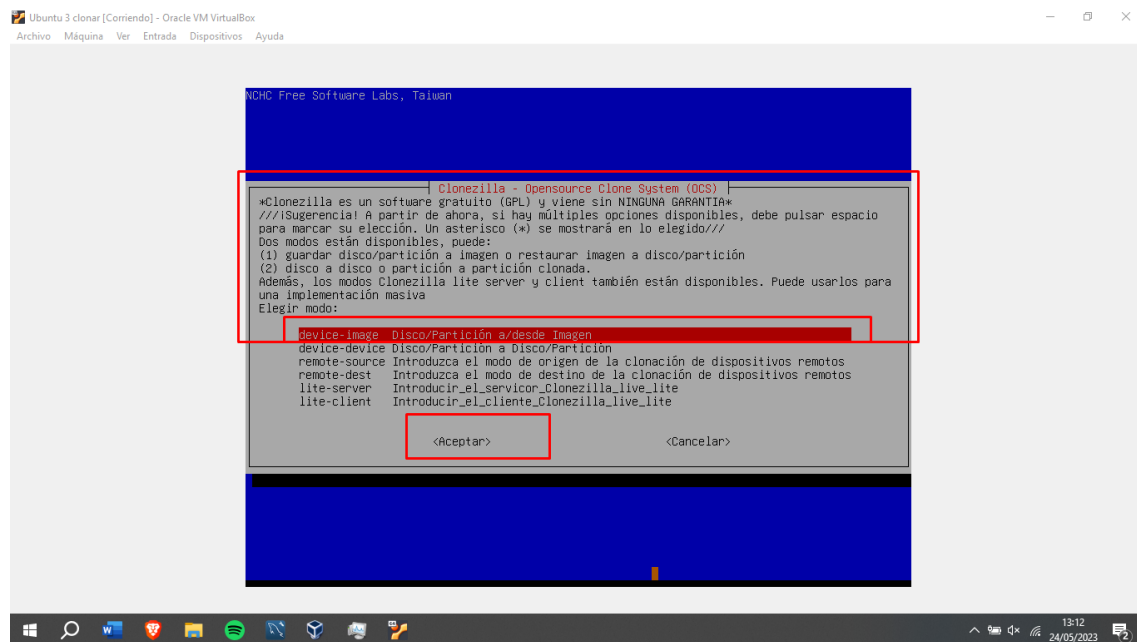 Ubuntu 3 clonar [Corriendo] - Oracle VM VirtualBox
Archivo Máquina Ver Entrada Dispositivos Ayuda
NCHC Free Software Labs, Taiwan
Clonezilla - Opensource Clone System (OCS)
*Clonezilla es un software gratuito (GPL) y viene sin NINGUNA GARANTIA*
///¡Sugerencia! A partir de ahora, si hay múltiples opciones disponibles, debe pulsar espacio
para marcar su elección. Un asterisco (*) se mostrará en lo elegido///
Dos modos están disponibles, puede:
(1) guardar disco/partición a imagen o restaurar imagen a disco/partición
(2) disco a disco o partición a partición clonada.
Además, los modos Clonezilla lite server y client también están disponibles. Puede usarlos para
una implementación masiva
Elegir modo:
device-image Disco/Partición a/desde Imagen
device-device Disco/Partición a Disco/Partición
remote-source Introduzca el modo de origen de la clonación de dispositivos remotos
remote-dest Introduzca el modo de destino de la clonación de dispositivos remotos
lite-server Introducir_el_servicor_Clonezilla_live_lite
lite-client Introducir_el_cliente_Clonezilla_live_lite
<Aceptar> <Cancelar>
13:12
24/05/2023
2